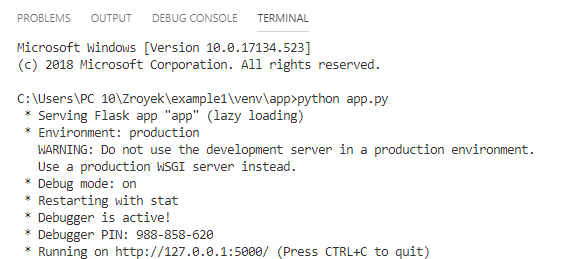 PROBLEMS OUTPUT DEBUG CONSOLE TERMINAL
Microsoft Windows [Version 10.0.17134.523]
(c) 2018 Microsoft Corporation. All rights reserved.
C:\Users\PC 10\Zroyek\example1\venv\app>python app.py
* Serving Flask app "app" (lazy loading)
* Environment: production
WARNING: Do not use the development server in a production environment.
Use a production WSGI server instead.
* Debug mode: on
* Restarting with stat
* Debugger is active!
* Debugger PIN: 988-858-620
* Running on http://127.0.0.1:5000/ (Press CTRL+C to quit)